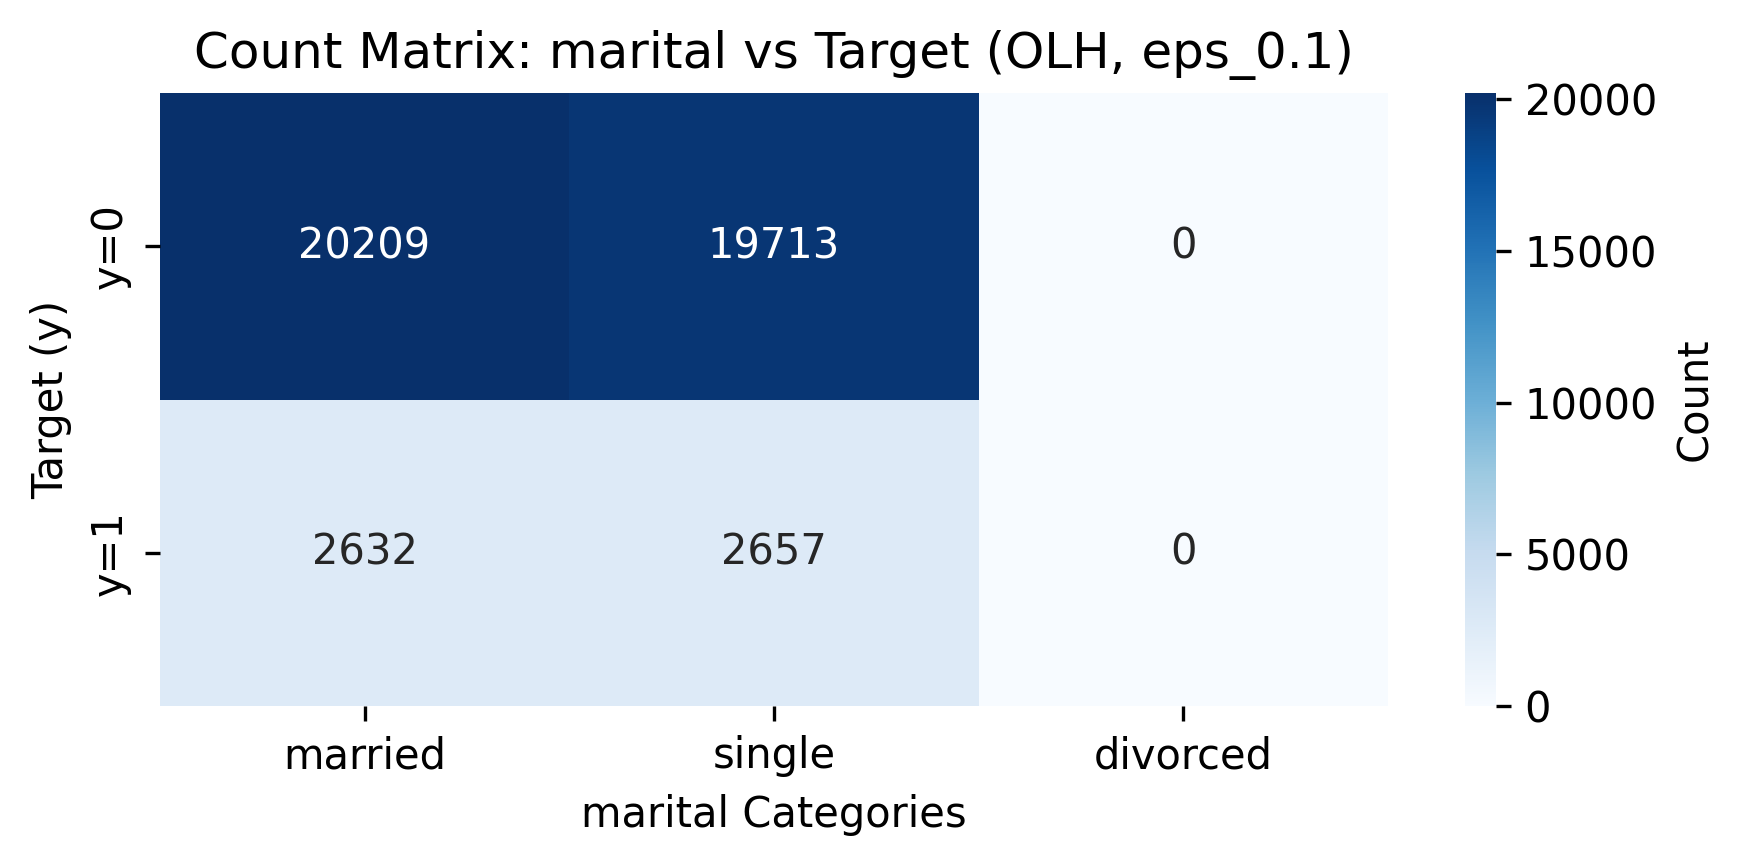 Count Matrix: marital vs Target (OLH, eps_0.1)
Target (y)
y=0
20209 19713 0
y=1
2632 2657 0
married single divorced
marital Categories
20000
15000
10000
5000
0
Count